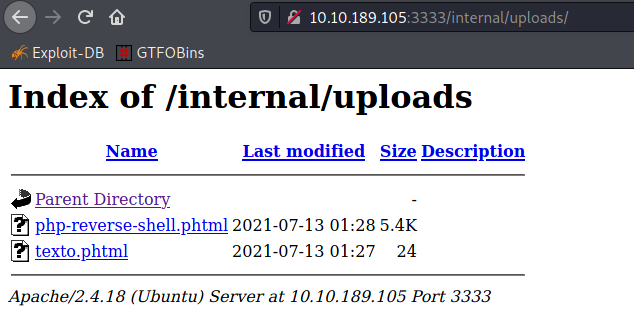 10.10.189.105:3333/internal/uploads/
Exploit-DB GTFOBins
Index of /internal/uploads
Name Last modified Size Description
Parent Directory -
php-reverse-shell.phtml 2021-07-13 01:28 5.4K
texto.phtml 2021-07-13 01:27 24
Apache/2.4.18 (Ubuntu) Server at 10.10.189.105 Port 3333